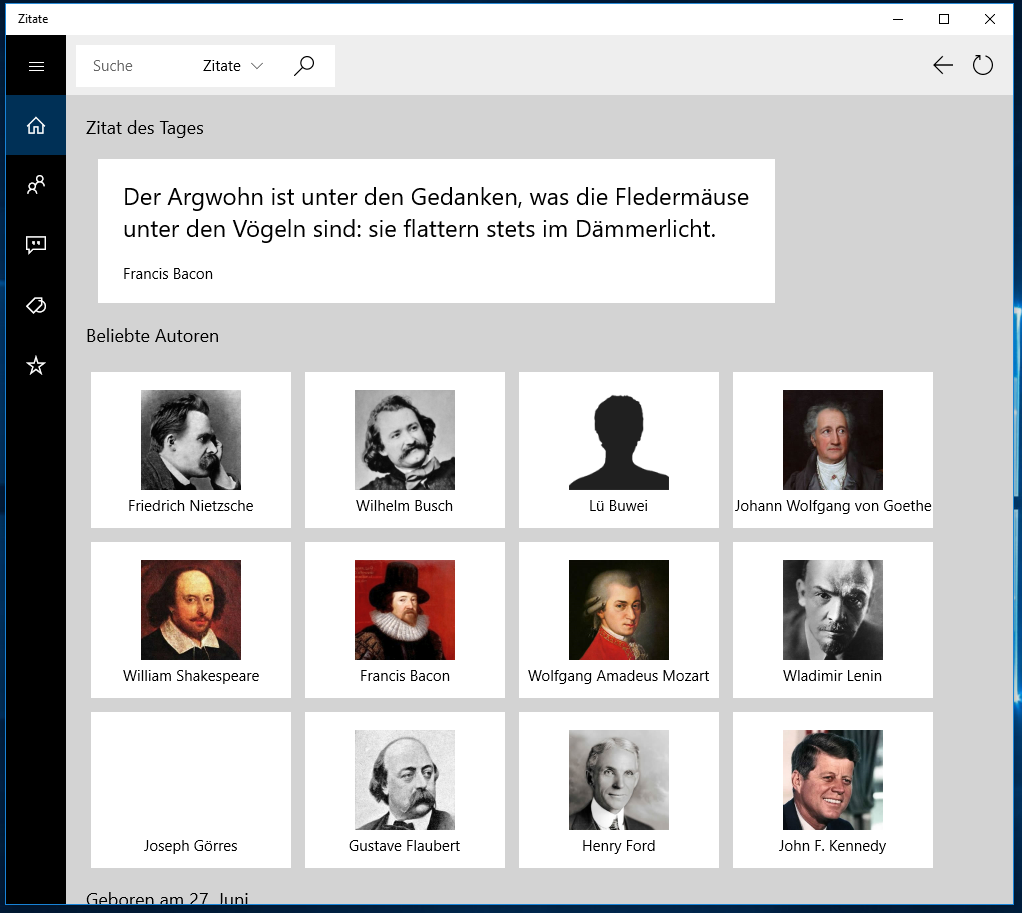 Zitate
Suche
Zitate
Zitat des Tages
Der Argwohn ist unter den Gedanken, was die Fledermäuse
unter den Vögeln sind: sie flattern stets im Dämmerlicht.
Francis Bacon
Beliebte Autoren
Friedrich Nietzsche
Wilhelm Busch
Lü Buwei
Johann Wolfgang von Goethe
William Shakespeare
Francis Bacon
Wolfgang Amadeus Mozart
Wladimir Lenin
Joseph Görres
Gustave Flaubert
Henry Ford
John F. Kennedy
Geboren am 27. Juni